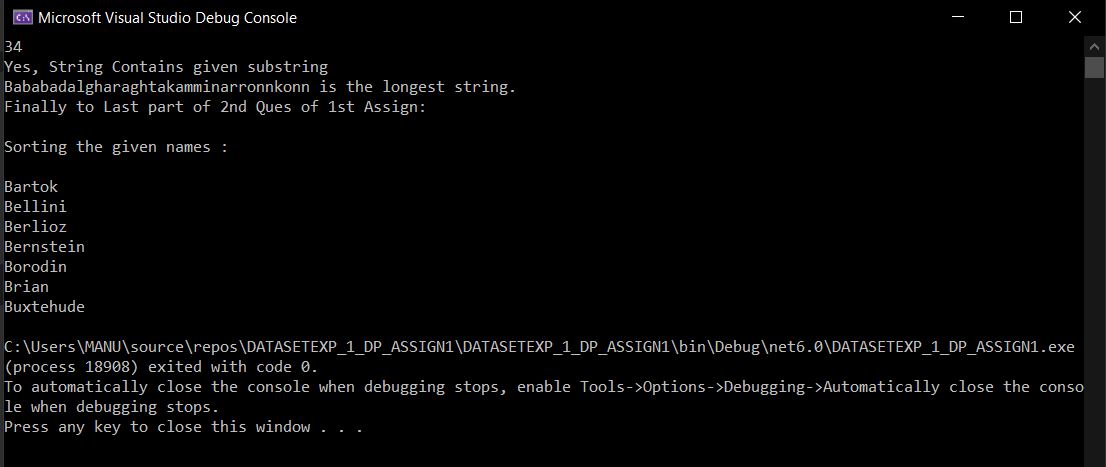 Microsoft Visual Studio Debug Console
34
Yes, String Contains given substring
Bababadalgharaghtakamminarronnkonn is the longest string.
Finally to Last part of 2nd Ques of 1st Assign:
Sorting the given names :
Bartok
Bellini
Berlioz
Bernstein
Borodin
Brian
Buxtehude
C:\Users\MANU\source\repos\DATASETEXP_1_DP_ASSIGN1\DATASETEXP_1_DP_ASSIGN1\bin\Debug\net6.0\DATASETEXP_1_DP_ASSIGN1.exe
(process 18908) exited with code 0.
To automatically close the console when debugging stops, enable Tools->Options->Debugging->Automatically close the conso
le when debugging stops.
Press any key to close this window . . .